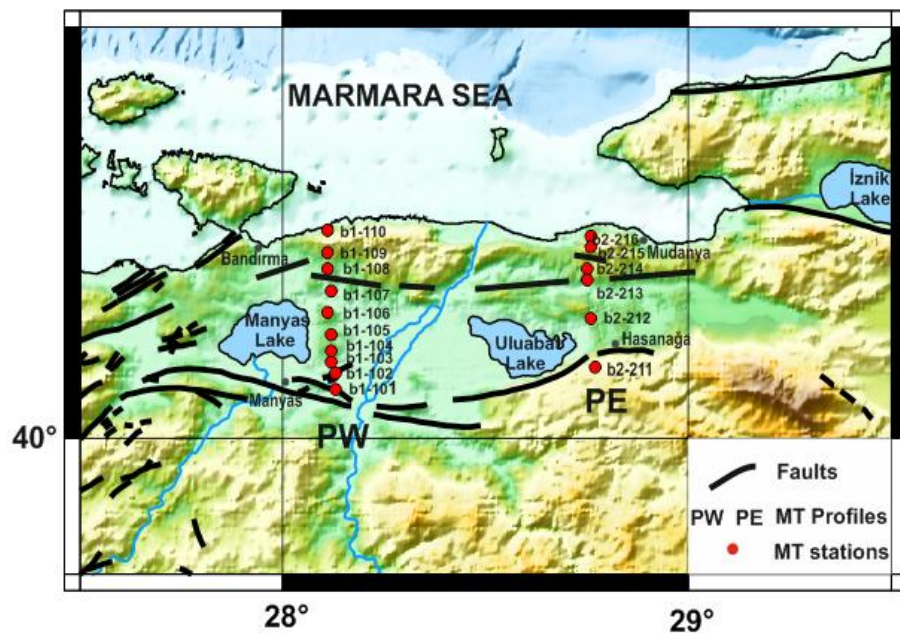 MARMARA SEA
İznik
Lake
b1-110
b1-109
b1-108
b1-107
b1-106
b1-105
b1-104
b1-103
b1-102
b1-101
Bandırma
Manyas
Lake
Manyas
PW
b2-216
b2-215
b2-214
b2-213
b2-212
b2-211
Mudanya
Uluabat
Lake
Hasanağa
PE
40°
28°
29°
Faults
PW PE MT Profiles
MT stations